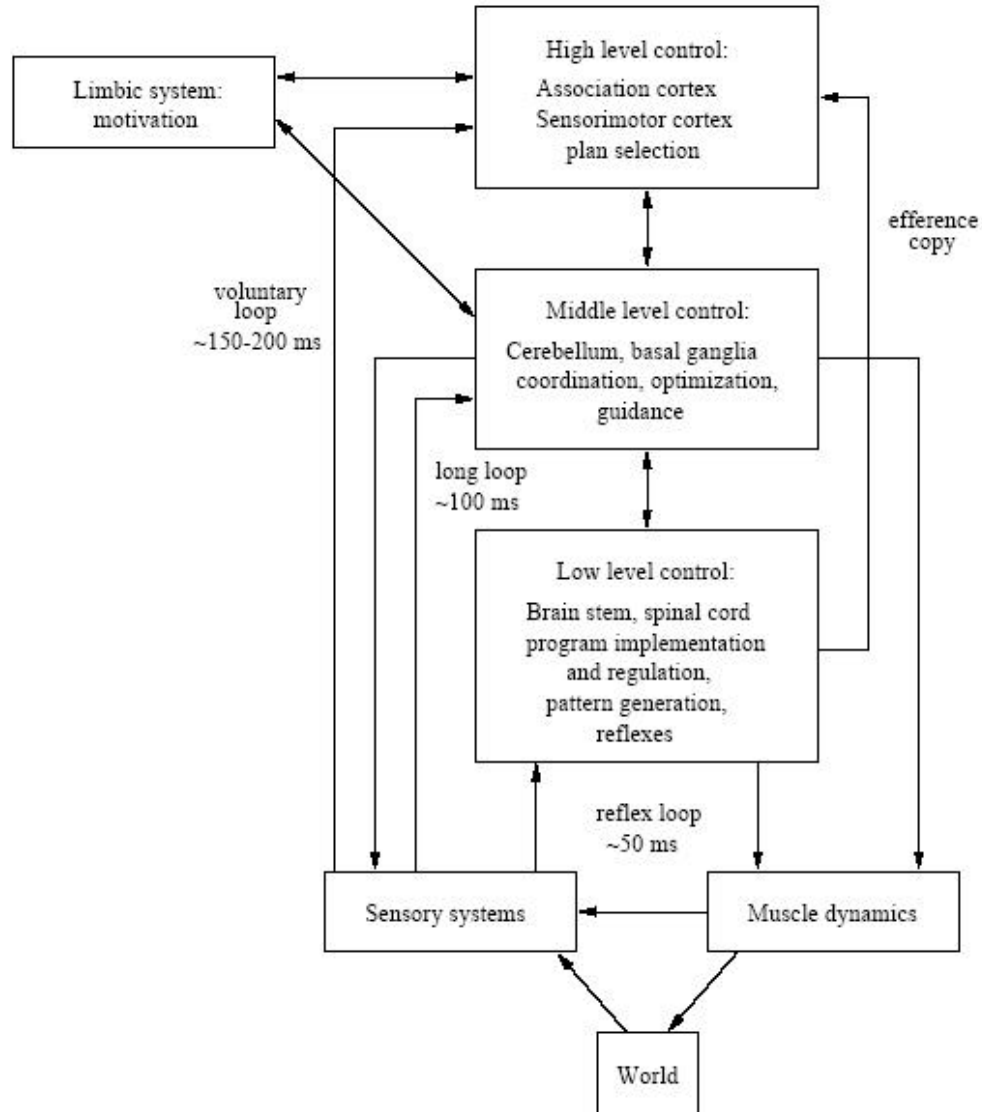 High level control:
Association cortex
Sensorimotor cortex
plan selection
Limbic system:
motivation
efference
copy
voluntary
loop
~150-200 ms
Middle level control:
Cerebellum, basal ganglia
coordination, optimization,
guidance
long loop
~100 ms
Low level control:
Brain stem, spinal cord
program implementation
and regulation,
pattern generation,
reflexes
reflex loop
~50 ms
Sensory systems
Muscle dynamics
World